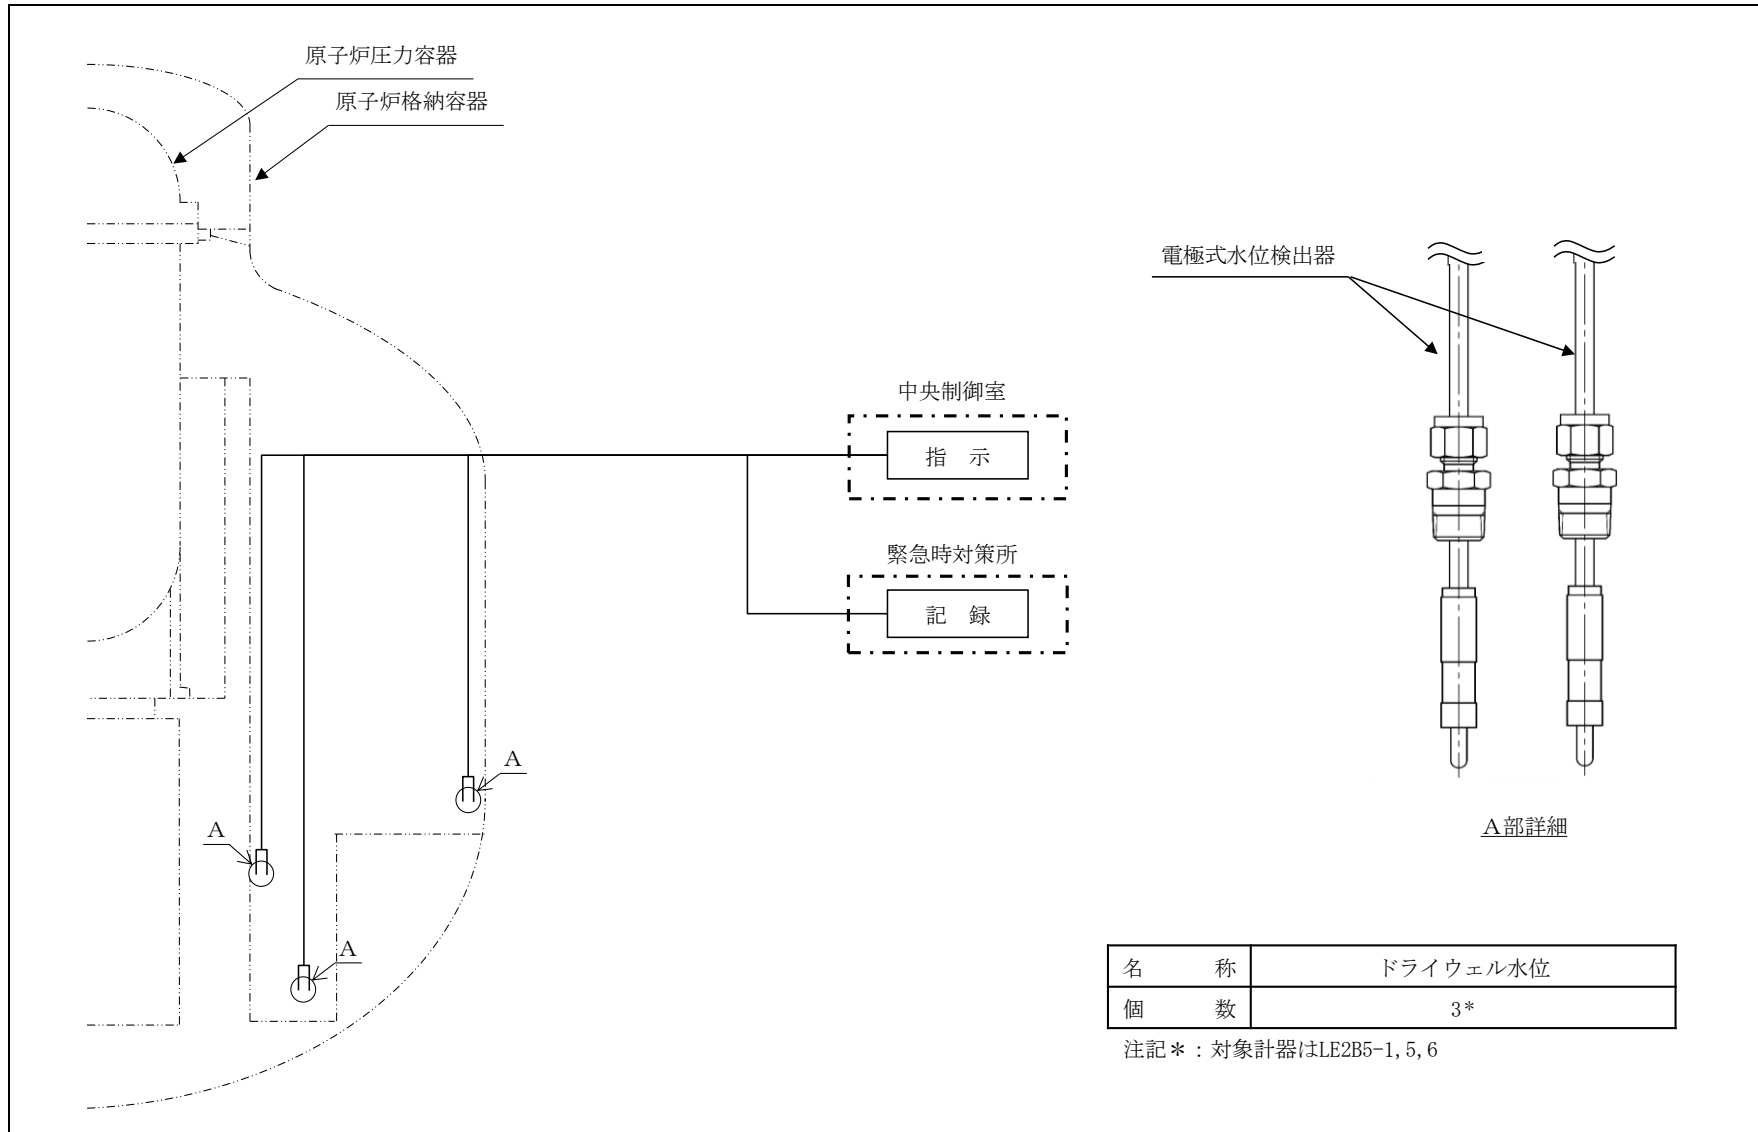 原子炉圧力容器
原子炉格納容器
電極式水位検出器
中央制御室
指 示
緊急時対策所
記 録
A
A
A
A部詳細
名 称 ドライウェル水位
個 数 3*
注記*:対象計器はLE2B5-1,5,6